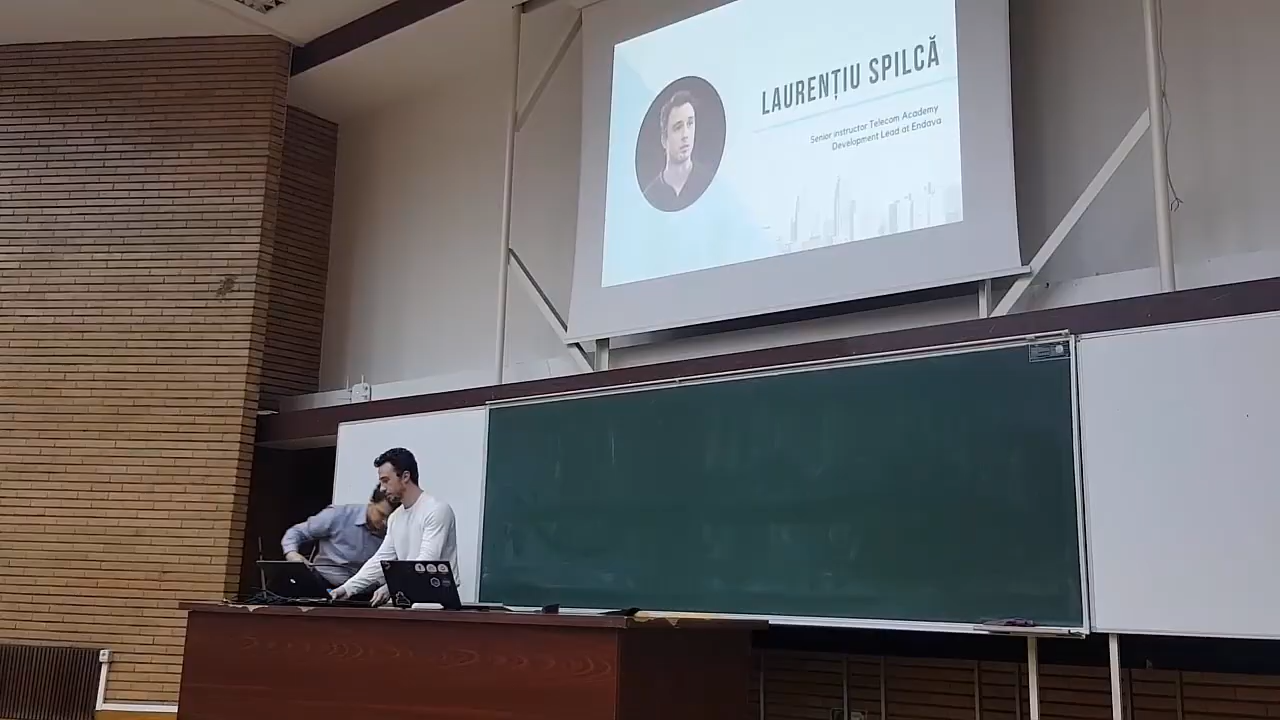 LAURENȚIU SPILCĂ
Senior instructor Telecom Academy
Development Lead at Endava